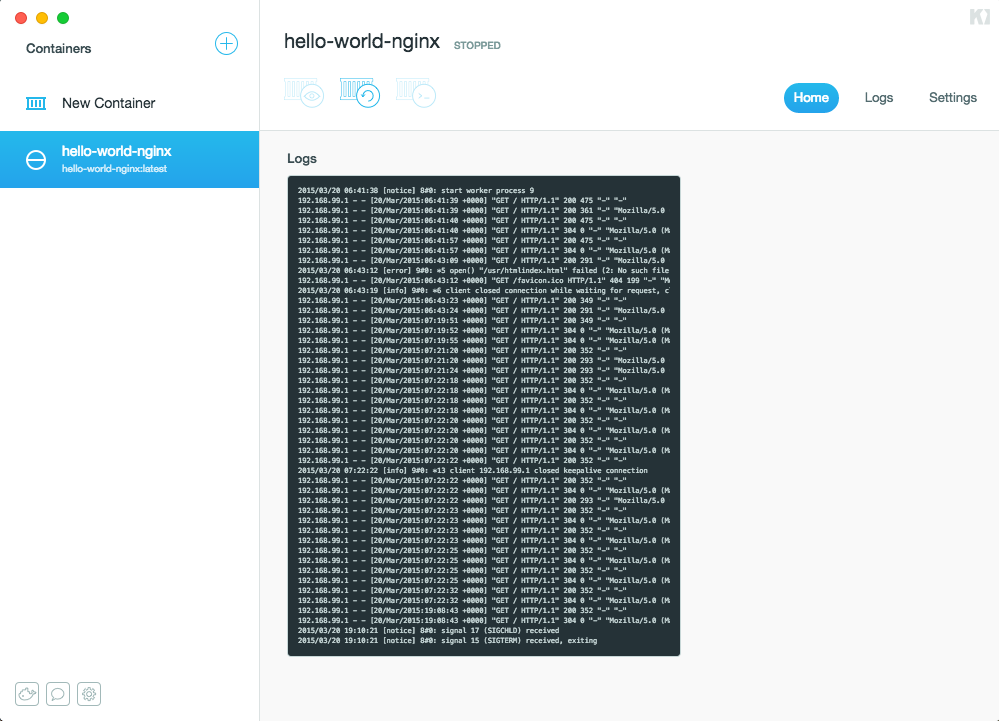 Containers
New Container
hello-world-nginx
hello-world-nginx:latest
hello-world-nginx STOPPED
Home Logs Settings
Logs
2015/03/20 06:41:38 [notice] 8#0: start worker process 9
192.168.99.1 - - [20/Mar/2015:06:41:39 +0000] "GET / HTTP/1.1" 200 475 "-" "-"
192.168.99.1 - - [20/Mar/2015:06:41:39 +0000] "GET / HTTP/1.1" 200 361 "-" "Mozilla/5.0
192.168.99.1 - - [20/Mar/2015:06:41:40 +0000] "GET / HTTP/1.1" 200 475 "-" "-"
192.168.99.1 - - [20/Mar/2015:06:41:40 +0000] "GET / HTTP/1.1" 304 0 "-" "Mozilla/5.0 (M
192.168.99.1 - - [20/Mar/2015:06:41:57 +0000] "GET / HTTP/1.1" 200 475 "-" "-"
192.168.99.1 - - [20/Mar/2015:06:41:57 +0000] "GET / HTTP/1.1" 304 0 "-" "Mozilla/5.0 (M
192.168.99.1 - - [20/Mar/2015:06:43:09 +0000] "GET / HTTP/1.1" 200 291 "-" "Mozilla/5.0
2015/03/20 06:43:12 [error] 9#0: *5 open() "/usr/htmlindex.html" failed (2: No such file
192.168.99.1 - - [20/Mar/2015:06:43:12 +0000] "GET /favicon.ico HTTP/1.1" 404 199 "-" "M
2015/03/20 06:43:19 [info] 9#0: *6 client closed connection while waiting for request, c
192.168.99.1 - - [20/Mar/2015:06:43:23 +0000] "GET / HTTP/1.1" 200 349 "-" "-"
192.168.99.1 - - [20/Mar/2015:06:43:24 +0000] "GET / HTTP/1.1" 200 291 "-" "Mozilla/5.0
192.168.99.1 - - [20/Mar/2015:07:19:51 +0000] "GET / HTTP/1.1" 200 349 "-" "-"
192.168.99.1 - - [20/Mar/2015:07:19:52 +0000] "GET / HTTP/1.1" 304 0 "-" "Mozilla/5.0 (M
192.168.99.1 - - [20/Mar/2015:07:19:55 +0000] "GET / HTTP/1.1" 304 0 "-" "Mozilla/5.0 (M
192.168.99.1 - - [20/Mar/2015:07:21:20 +0000] "GET / HTTP/1.1" 200 352 "-" "-"
192.168.99.1 - - [20/Mar/2015:07:21:20 +0000] "GET / HTTP/1.1" 200 293 "-" "Mozilla/5.0
192.168.99.1 - - [20/Mar/2015:07:21:24 +0000] "GET / HTTP/1.1" 200 293 "-" "Mozilla/5.0
192.168.99.1 - - [20/Mar/2015:07:22:18 +0000] "GET / HTTP/1.1" 200 352 "-" "-"
192.168.99.1 - - [20/Mar/2015:07:22:18 +0000] "GET / HTTP/1.1" 304 0 "-" "Mozilla/5.0 (M
192.168.99.1 - - [20/Mar/2015:07:22:18 +0000] "GET / HTTP/1.1" 200 352 "-" "-"
192.168.99.1 - - [20/Mar/2015:07:22:18 +0000] "GET / HTTP/1.1" 304 0 "-" "Mozilla/5.0 (M
192.168.99.1 - - [20/Mar/2015:07:22:20 +0000] "GET / HTTP/1.1" 200 352 "-" "-"
192.168.99.1 - - [20/Mar/2015:07:22:20 +0000] "GET / HTTP/1.1" 304 0 "-" "Mozilla/5.0 (M
192.168.99.1 - - [20/Mar/2015:07:22:20 +0000] "GET / HTTP/1.1" 200 352 "-" "-"
192.168.99.1 - - [20/Mar/2015:07:22:20 +0000] "GET / HTTP/1.1" 304 0 "-" "Mozilla/5.0 (M
192.168.99.1 - - [20/Mar/2015:07:22:22 +0000] "GET / HTTP/1.1" 200 352 "-" "-"
2015/03/20 07:22:22 [info] 9#0: *13 client 192.168.99.1 closed keepalive connection
192.168.99.1 - - [20/Mar/2015:07:22:22 +0000] "GET / HTTP/1.1" 200 352 "-" "-"
192.168.99.1 - - [20/Mar/2015:07:22:22 +0000] "GET / HTTP/1.1" 304 0 "-" "Mozilla/5.0 (M
192.168.99.1 - - [20/Mar/2015:07:22:22 +0000] "GET / HTTP/1.1" 200 293 "-" "Mozilla/5.0
192.168.99.1 - - [20/Mar/2015:07:22:23 +0000] "GET / HTTP/1.1" 200 352 "-" "-"
192.168.99.1 - - [20/Mar/2015:07:22:23 +0000] "GET / HTTP/1.1" 304 0 "-" "Mozilla/5.0 (M
192.168.99.1 - - [20/Mar/2015:07:22:23 +0000] "GET / HTTP/1.1" 200 352 "-" "-"
192.168.99.1 - - [20/Mar/2015:07:22:23 +0000] "GET / HTTP/1.1" 304 0 "-" "Mozilla/5.0 (M
192.168.99.1 - - [20/Mar/2015:07:22:25 +0000] "GET / HTTP/1.1" 200 352 "-" "-"
192.168.99.1 - - [20/Mar/2015:07:22:25 +0000] "GET / HTTP/1.1" 304 0 "-" "Mozilla/5.0 (M
192.168.99.1 - - [20/Mar/2015:07:22:25 +0000] "GET / HTTP/1.1" 200 352 "-" "-"
192.168.99.1 - - [20/Mar/2015:07:22:25 +0000] "GET / HTTP/1.1" 304 0 "-" "Mozilla/5.0 (M
192.168.99.1 - - [20/Mar/2015:07:22:32 +0000] "GET / HTTP/1.1" 200 352 "-" "-"
192.168.99.1 - - [20/Mar/2015:07:22:32 +0000] "GET / HTTP/1.1" 304 0 "-" "Mozilla/5.0 (M
192.168.99.1 - - [20/Mar/2015:19:08:43 +0000] "GET / HTTP/1.1" 200 352 "-" "-"
192.168.99.1 - - [20/Mar/2015:19:08:43 +0000] "GET / HTTP/1.1" 304 0 "-" "Mozilla/5.0 (M
2015/03/20 19:10:21 [notice] 8#0: signal 17 (SIGCHLD) received
2015/03/20 19:10:21 [notice] 8#0: signal 15 (SIGTERM) received, exiting